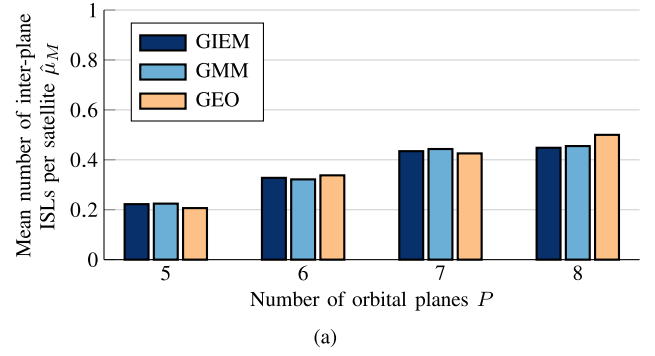 Mean number of inter-plane
ISLs per satellite μ̂_M
1
0.8
0.6
0.4
0.2
0
GIEM
GMM
GEO
5 6 7 8
Number of orbital planes P
(a)